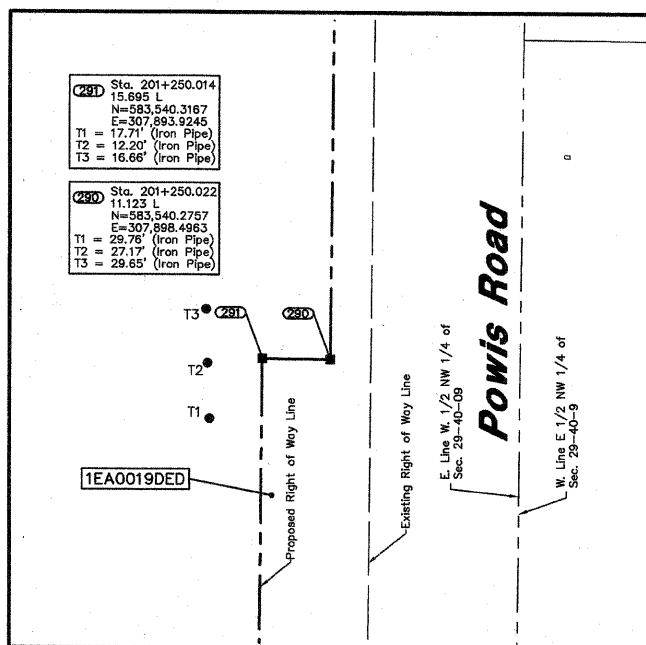 291 Sta. 201+250.014
15.695 L
N=583,540.3167
E=307,893.9245
T1 = 17.71' (Iron Pipe)
T2 = 12.20' (Iron Pipe)
T3 = 16.66' (Iron Pipe)
290 Sta. 201+250.022
11.123 L
N=583,540.2757
E=307,898.4963
T1 = 29.76' (Iron Pipe)
T2 = 27.17' (Iron Pipe)
T3 = 29.65' (Iron Pipe)
T3
291
290
T2
T1
1EA0019DED
Proposed Right of Way Line
Existing Right of Way Line
E. Line W. 1/2 NW 1/4 of
Sec. 29-40-09
Powis Road
W. Line E 1/2 NW 1/4 of
Sec. 29-40-9